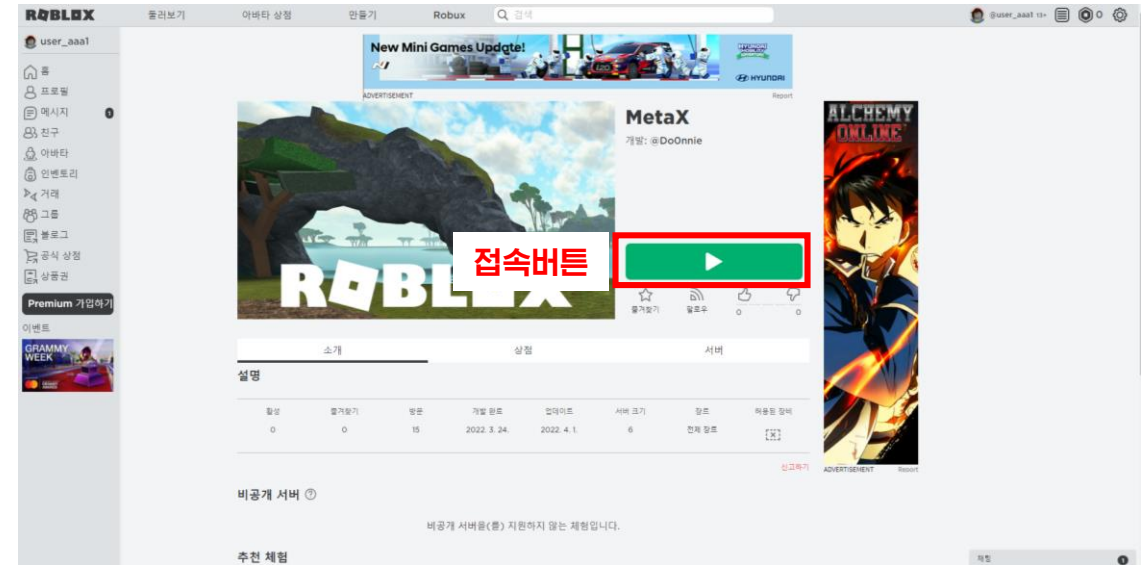 ROBLOX 둘러보기 아바타 상점 만들기 Robux 검색 @user_aaa1 13+ 0
user_aaa1
홈
프로필
메시지 1
친구
아바타
인벤토리
거래
그룹
블로그
공식 상점
상품권
Premium 가입하기
이벤트
GRAMMY
WEEK
New Mini Games Update!
HYUNDAI
ADVERTISEMENT Report
MetaX
개발: @Do0nnie
접속버튼
ROBLOX
즐겨찾기 팔로우 0 0
ALCHEMY
ONLINE
ADVERTISEMENT Report
소개 상점 서버
설명
활성 즐겨찾기 방문 개발 완료 업데이트 서버 크기 장르 허용된 장비
0 0 15 2022. 3. 24. 2022. 4. 1. 6 전체 장르
신고하기
비공개 서버
비공개 서버을(를) 지원하지 않는 체험입니다.
추천 체험
채팅 1